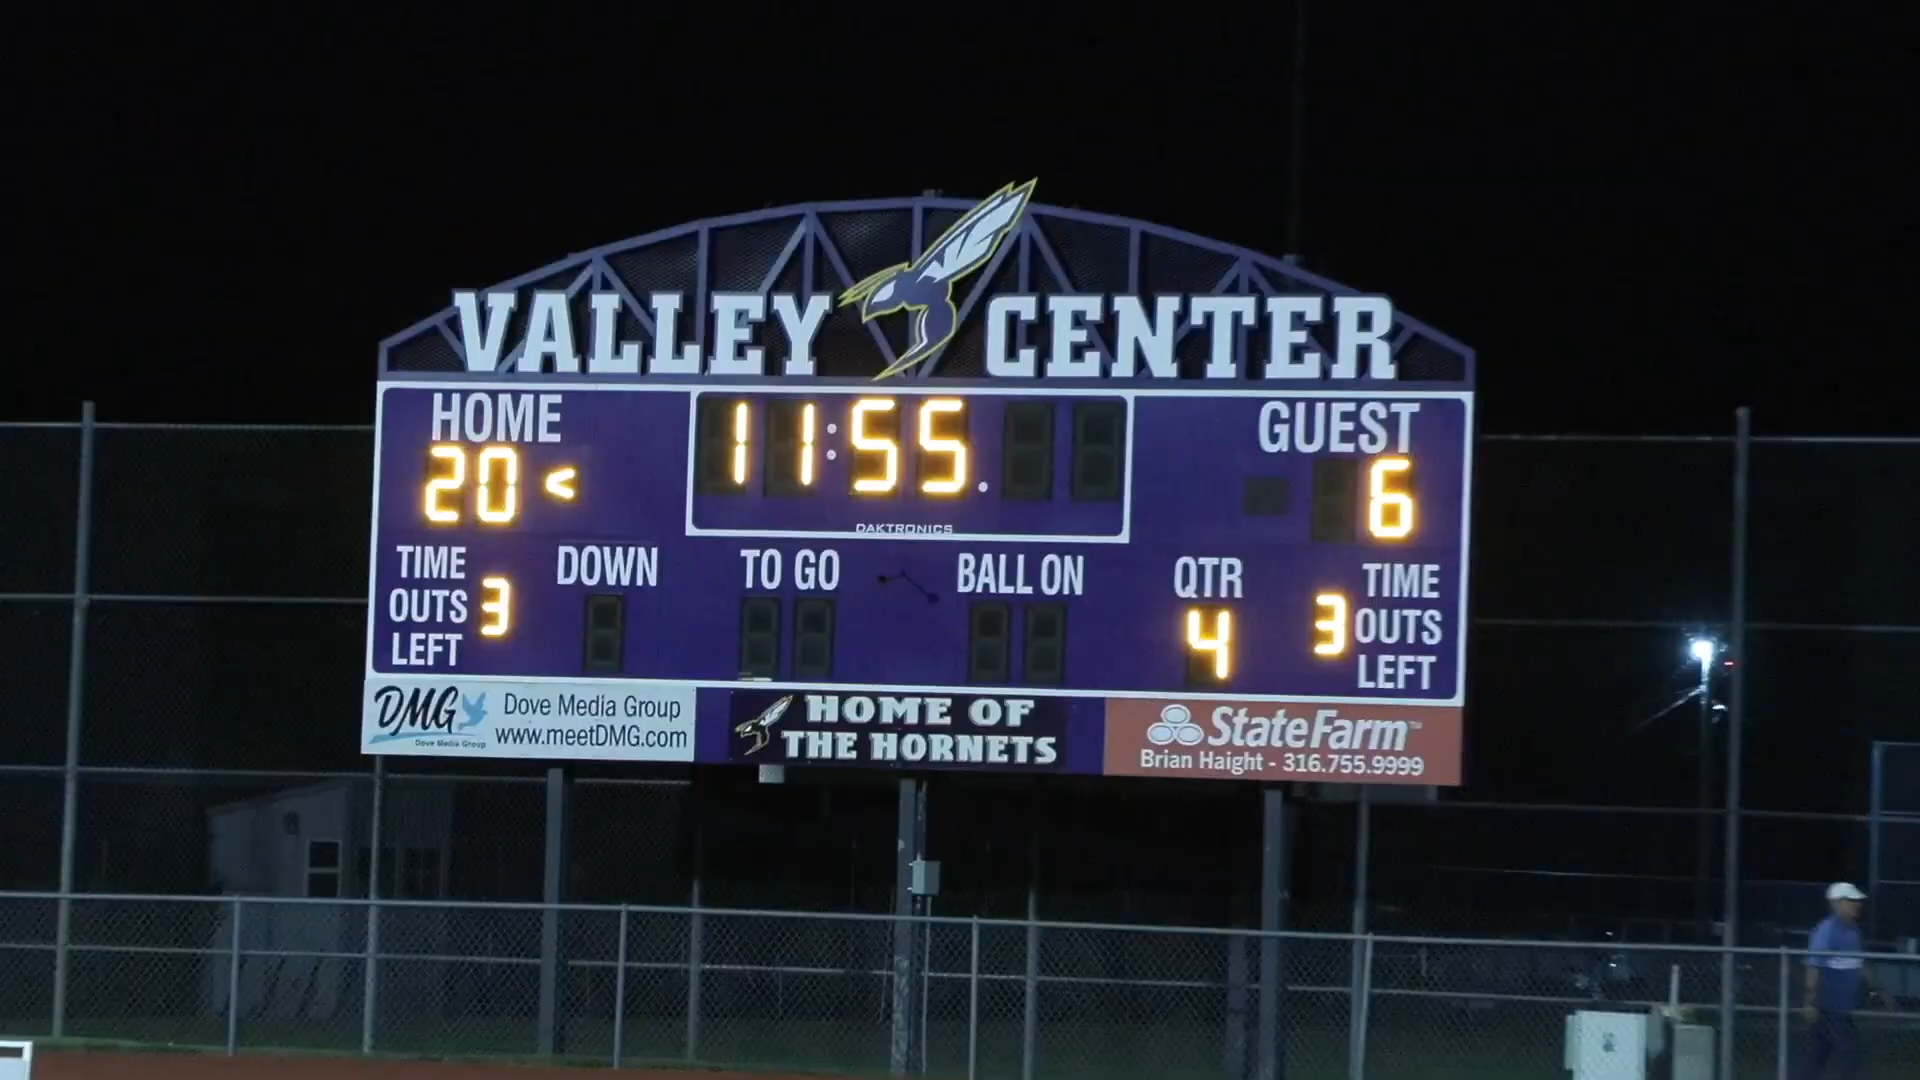 VALLEY CENTER
HOME
11:55.
GUEST
20 <
6
DAKTRONICS
TIME
OUTS
LEFT
3
DOWN
TO GO
BALL ON
QTR
4
3
TIME
OUTS
LEFT
DMG
Dove Media Group
Dove Media Group
www.meetDMG.com
HOME OF
THE HORNETS
StateFarm™
Brian Haight - 316.755.9999